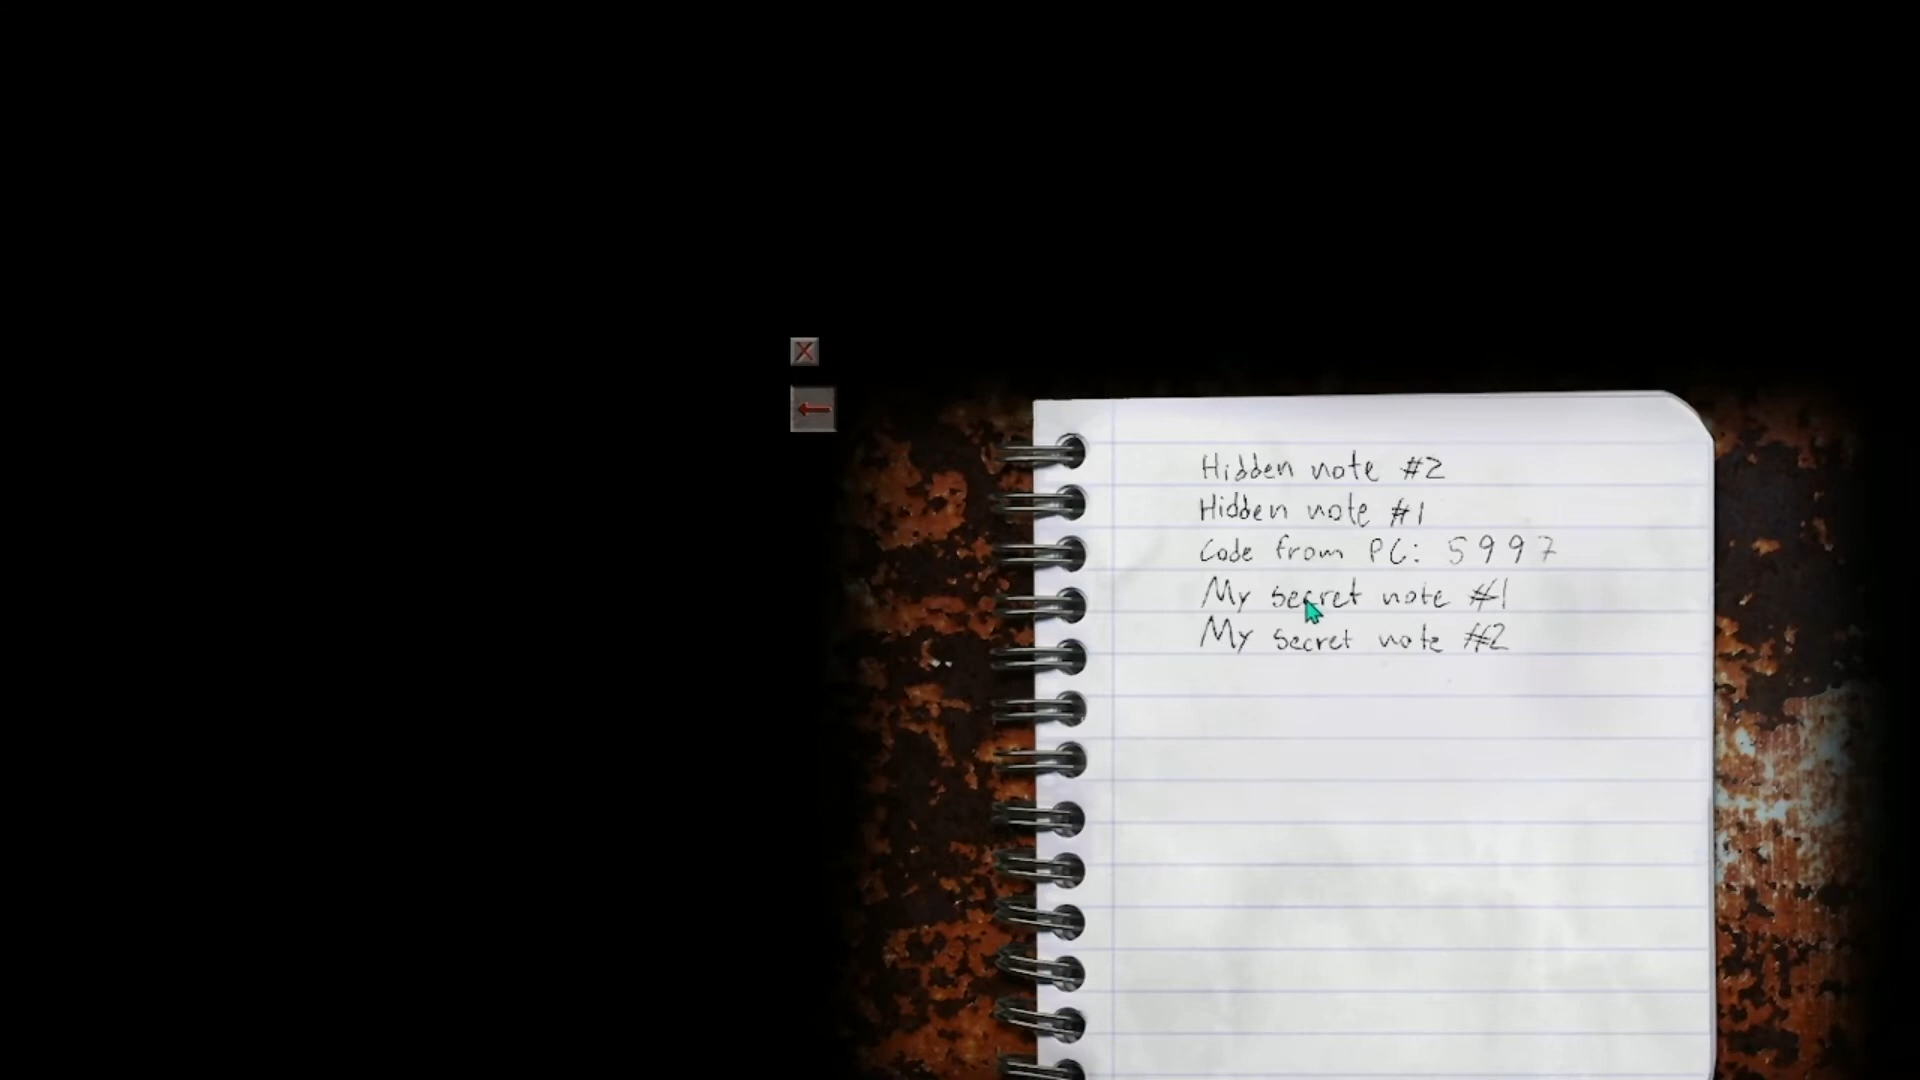 Hidden note #2
Hidden note #1
Code from PC: 5997
My secret note #1
My secret note #2